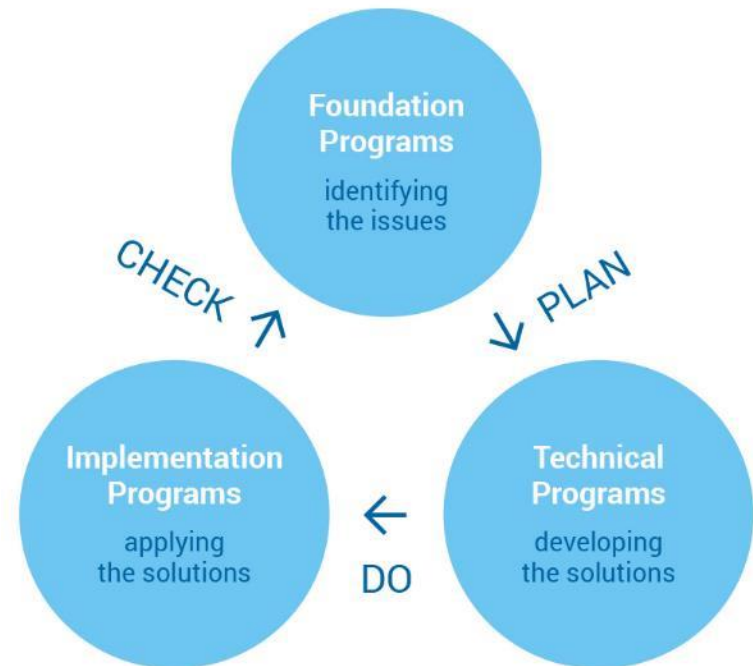 Foundation
Programs
identifying
the issues
CHECK
PLAN
Implementation
Programs
applying
the solutions
DO
Technical
Programs
developing
the solutions